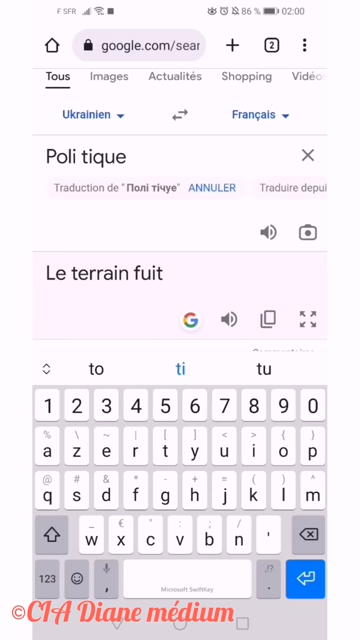 F SFR 86 % 02:00
google.com/sear 2
Tous Images Actualités Shopping Vidéos
Ukrainien Français
Poli tique
Traduction de "Полі тічуе" ANNULER Traduire depui
Le terrain fuit
to ti tu
1 2 3 4 5 6 7 8 9 0
% \ ~ | [ ] < > { }
a z e r t y u i o p
@ # & * - + = ( ) ^
q s d f g h j k l m
_ € " : ; / '
w x c v b n '
123 , Microsoft SwiftKey ,!? .
©CIA Diane médium